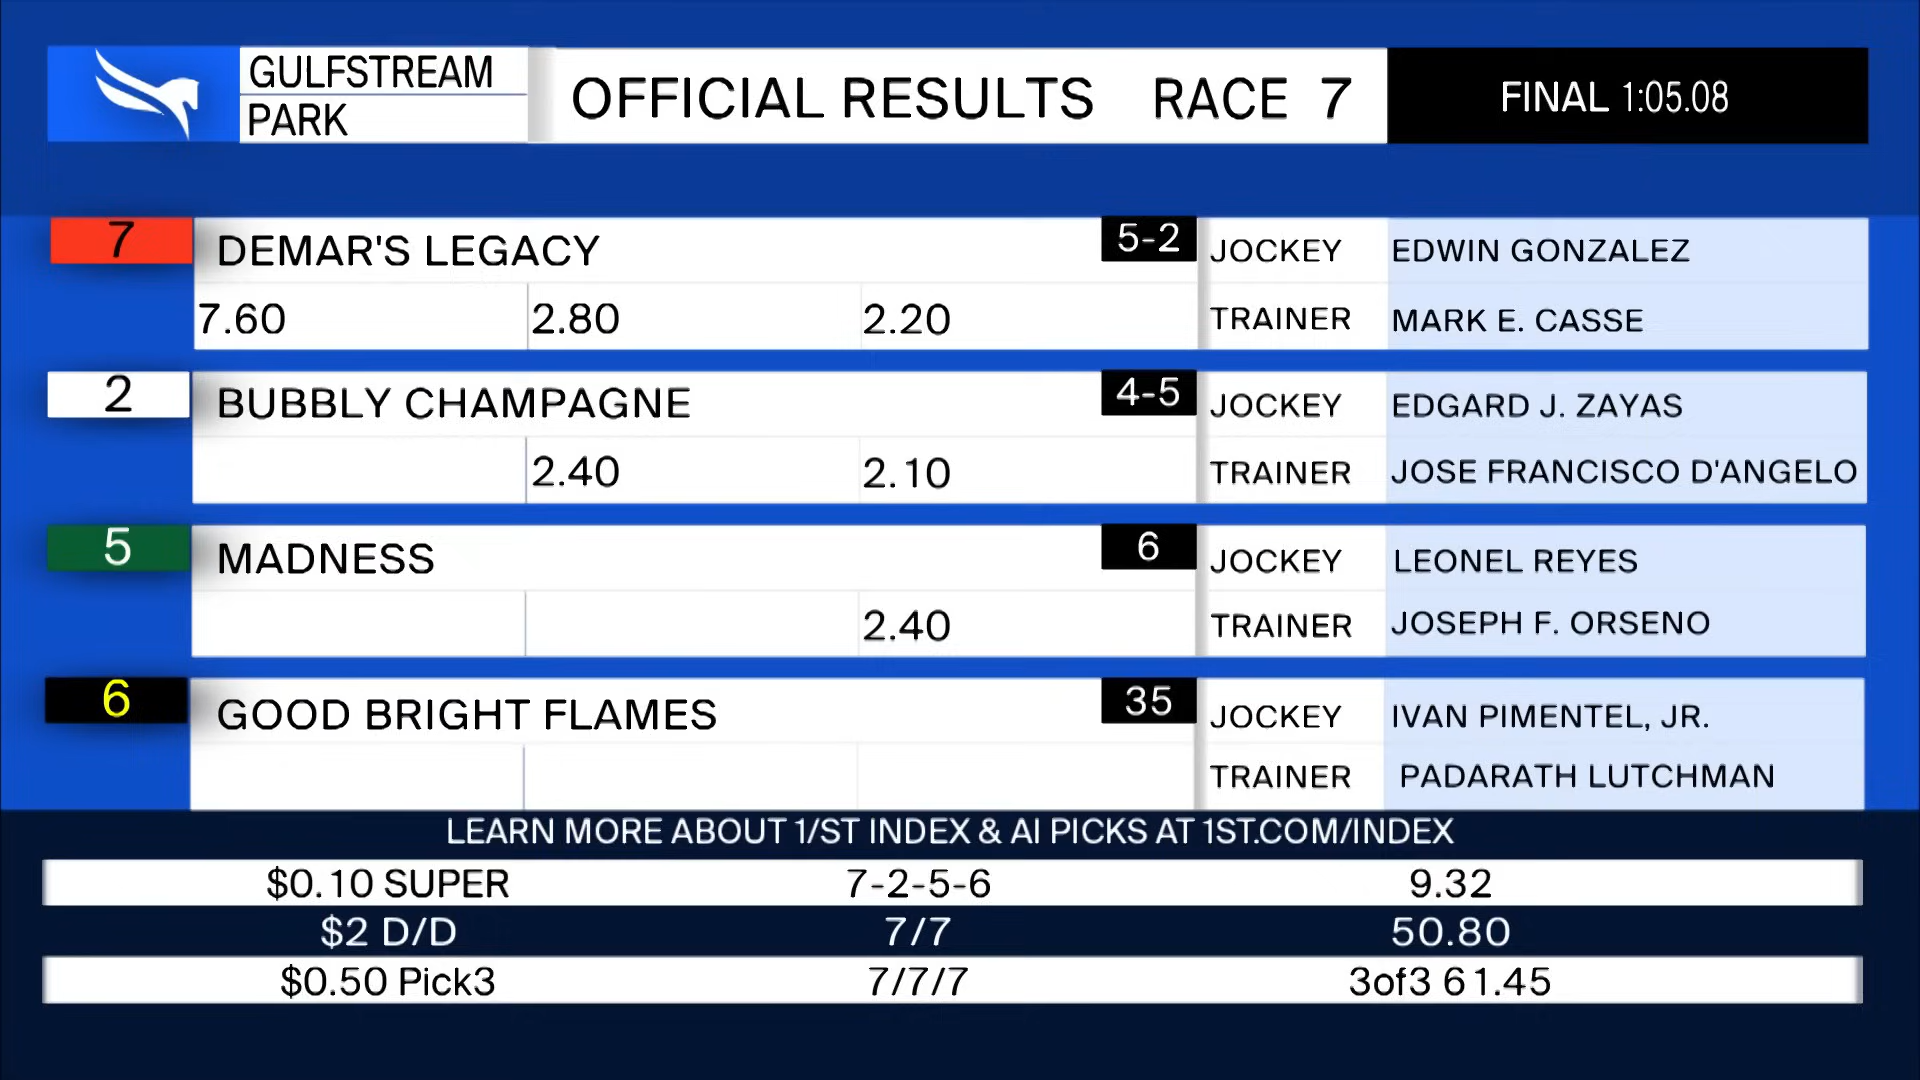 GULFSTREAM
PARK
OFFICIAL RESULTS RACE 7
FINAL 1:05.08
7 DEMAR'S LEGACY 5-2 JOCKEY EDWIN GONZALEZ
7.60 2.80 2.20 TRAINER MARK E. CASSE
2 BUBBLY CHAMPAGNE 4-5 JOCKEY EDGARD J. ZAYAS
2.40 2.10 TRAINER JOSE FRANCISCO D'ANGELO
5 MADNESS 6 JOCKEY LEONEL REYES
2.40 TRAINER JOSEPH F. ORSENO
6 GOOD BRIGHT FLAMES 35 JOCKEY IVAN PIMENTEL, JR.
TRAINER PADARATH LUTCHMAN
LEARN MORE ABOUT 1/ST INDEX & AI PICKS AT 1ST.COM/INDEX
$0.10 SUPER 7-2-5-6 9.32
$2 D/D 7/7 50.80
$0.50 Pick3 7/7/7 3of3 61.45